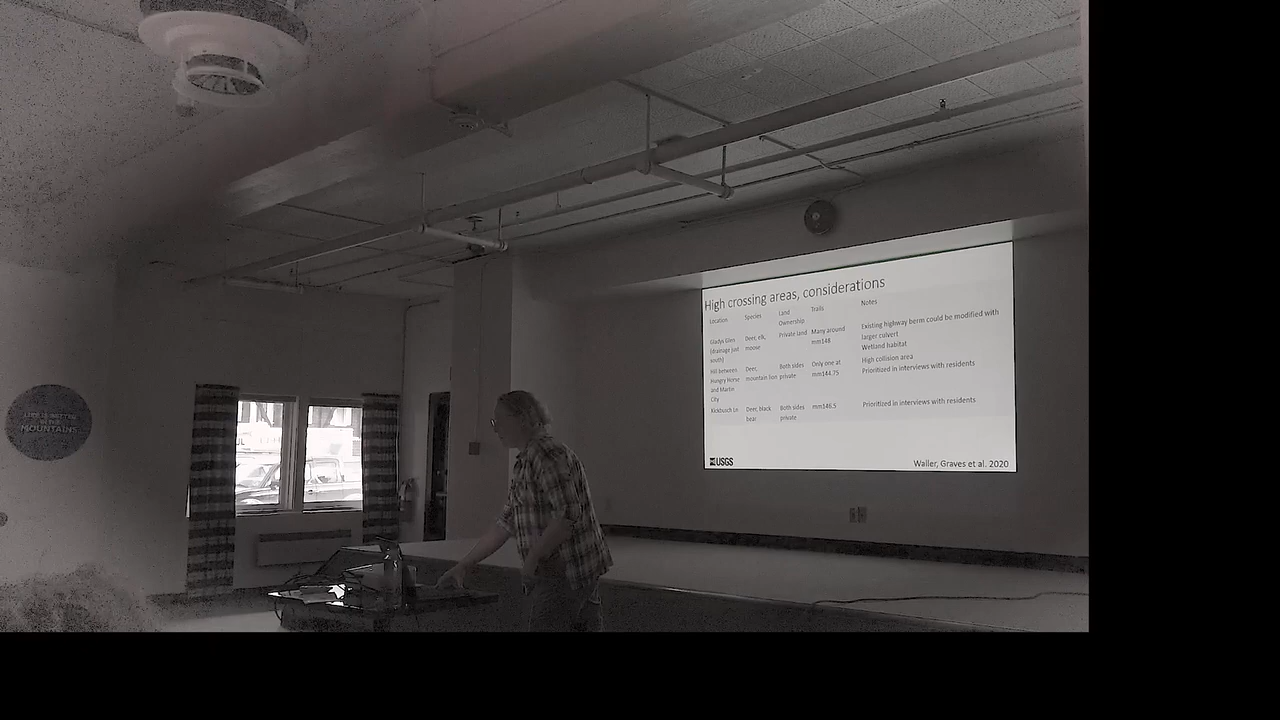 High crossing areas, considerations
Location Species Land Ownership Trails Notes
Gladys Glen (drainage just south) Deer, elk, moose Private land Many around mm148 Existing highway berm could be modified with larger culvert Wetland habitat
Hill between Hungry Horse and Martin City Deer, mountain lion Both sides private Only one at mm144.75 High collision area Prioritized in interviews with residents
Kickbusch Ln Deer, black bear Both sides private mm146.5 Prioritized in interviews with residents
USGS
Waller, Graves et al. 2020
LIFE IS BETTER
IN THE
MOUNTAINS